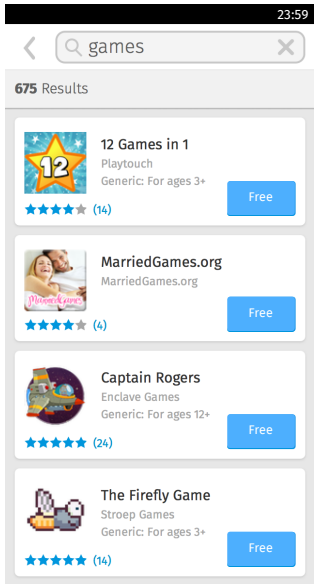 23:59
games
675 Results
12
12 Games in 1
Playtouch
Generic: For ages 3+
(14)
Free
MarriedGames
MarriedGames.org
MarriedGames.org
(4)
Free
Captain Rogers
Enclave Games
Generic: For ages 12+
(24)
Free
The Firefly Game
Stroep Games
Generic: For ages 3+
(14)
Free